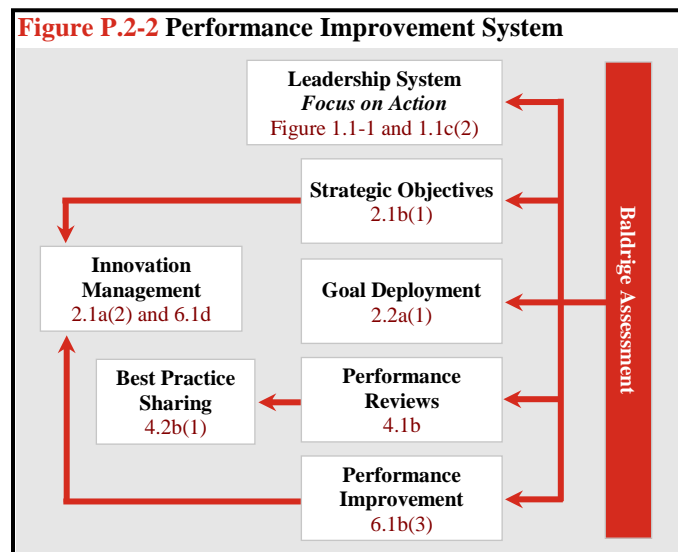 Figure P.2-2 Performance Improvement System
Leadership System
Focus on Action
Figure 1.1-1 and 1.1c(2)
Strategic Objectives
2.1b(1)
Innovation
Management
2.1a(2) and 6.1d
Goal Deployment
2.2a(1)
Best Practice
Sharing
4.2b(1)
Performance
Reviews
4.1b
Performance
Improvement
6.1b(3)
Baldrige Assessment